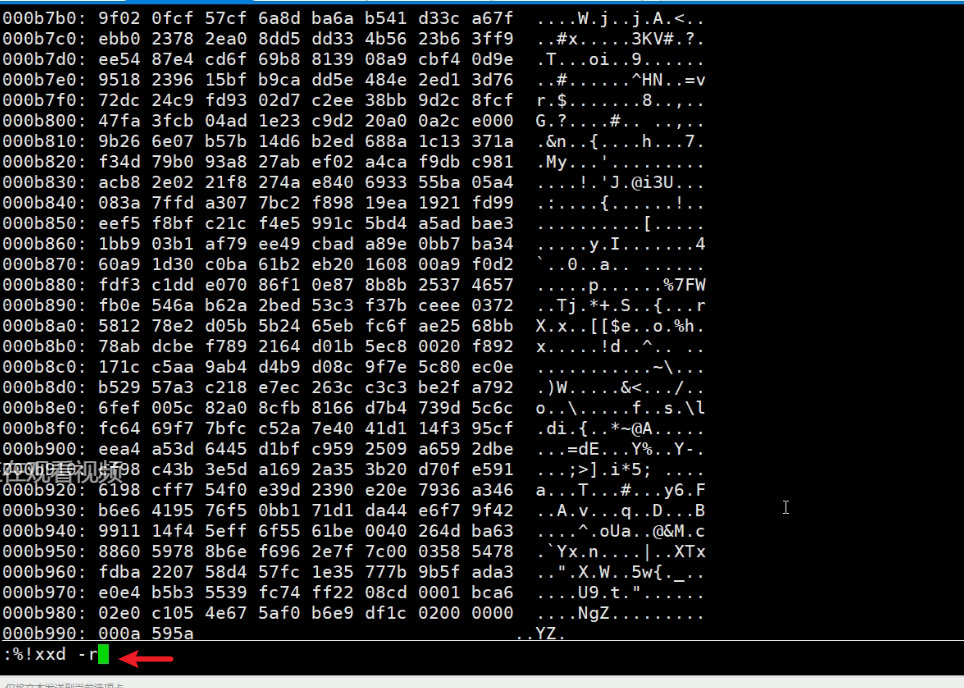 000b7b0: 9f02 0fcf 57cf 6a8d ba6a b541 d33c a67f  ....W.j..j.A.<..
000b7c0: ebb0 2378 2ea0 8dd5 dd33 4b56 23b6 3ff9  ..#x.....3KV#.?.
000b7d0: ee54 87e4 cd6f 69b8 8139 08a9 cbf4 0d9e  .T...oi..9......
000b7e0: 9518 2396 15bf b9ca dd5e 484e 2ed1 3d76  ..#......^HN..=v
000b7f0: 72dc 24c9 fd93 02d7 c2ee 38bb 9d2c 8fcf  r.$.......8..,..
000b800: 47fa 3fcb 04ad 1e23 c9d2 20a0 0a2c e000  G.?....#.. ..,..
000b810: 9b26 6e07 b57b 14d6 b2ed 688a 1c13 371a  .&n..{....h...7.
000b820: f34d 79b0 93a8 27ab ef02 a4ca f9db c981  .My...'.........
000b830: acb8 2e02 21f8 274a e840 6933 55ba 05a4  ....!.'J.@i3U...
000b840: 083a 7ffd a307 7bc2 f898 19ea 1921 fd99  .:....{......!..
000b850: eef5 f8bf c21f f4e5 991c 5bd4 a5ad bae3  ..........[.....
000b860: 1bb9 03b1 af79 ee49 cbad a89e 0bb7 ba34  .....y.I.......4
000b870: 60a9 1d30 c0ba 61b2 eb20 1608 00a9 f0d2  `..0..a.. ......
000b880: fdf3 c1dd e070 86f1 0e87 8b8b 2537 4657  .....p......%7FW
000b890: fb0e 546a b62a 2bed 53c3 f37b ceee 0372  ..Tj.*+.S..{...r
000b8a0: 5812 78e2 d05b 5b24 65eb fc6f ae25 68bb  X.x..[[$e..o.%h.
000b8b0: 78ab dcbe f789 2164 d01b 5ec8 0020 f892  x.....!d..^.. ..
000b8c0: 171c c5aa 9ab4 d4b9 d08c 9f7e 5c80 ec0e  ...........~\...
000b8d0: b529 57a3 c218 e7ec 263c c3c3 be2f a792  .)W.....&<.../..
000b8e0: 6fef 005c 82a0 8cfb 8166 d7b4 739d 5c6c  o..\.....f..s.\l
000b8f0: fc64 69f7 7bfc c52a 7e40 41d1 14f3 95cf  .di.{..*~@A.....
000b900: eea4 a53d 6445 d1bf c959 2509 a659 2dbe  ...=dE...Y%..Y-.
在观看视频 cf98 c43b 3e5d a169 2a35 3b20 d70f e591  ...;>].i*5; ....
000b920: 6198 cff7 54f0 e39d 2390 e20e 7936 a346  a...T...#...y6.F
000b930: b6e6 4195 76f5 0bb1 71d1 da44 e6f7 9f42  ..A.v...q..D...B
000b940: 9911 14f4 5eff 6f55 61be 0040 264d ba63  ....^.oUa..@&M.c
000b950: 8860 5978 8b6e f696 2e7f 7c00 0358 5478  .`Yx.n....|..XTx
000b960: fdba 2207 58d4 57fc 1e35 777b 9b5f ada3  ..".X.W..5w{._..
000b970: e0e4 b5b3 5539 fc74 ff22 08cd 0001 bca6  ....U9.t."......
000b980: 02e0 c105 4e67 5af0 b6e9 df1c 0200 0000  ....NgZ.........
000b990: 000a 595a  ..YZ.
:%!xxd -r